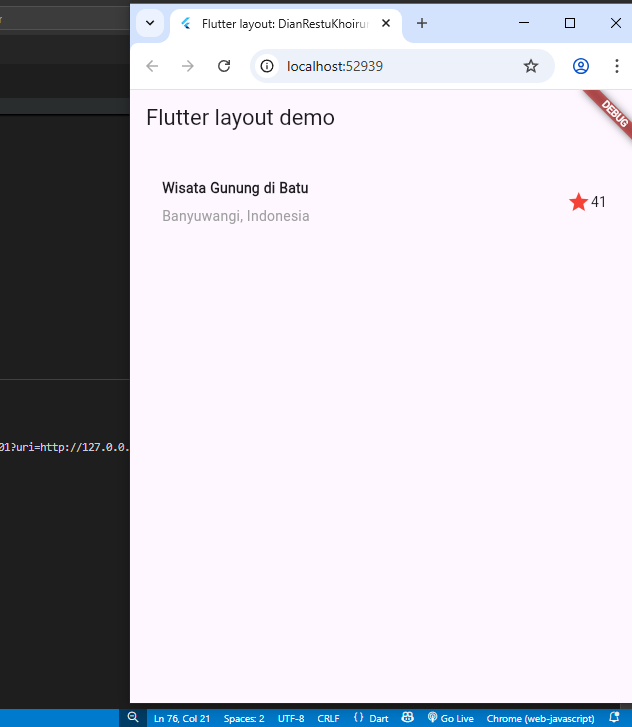 Flutter layout: DianRestuKhoiru
localhost:52939
Flutter layout demo
DEBUG
Wisata Gunung di Batu
Banyuwangi, Indonesia
41
01?uri=http://127.0.0.
Ln 76, Col 21 Spaces: 2 UTF-8 CRLF {} Dart Go Live Chrome (web-javascript)